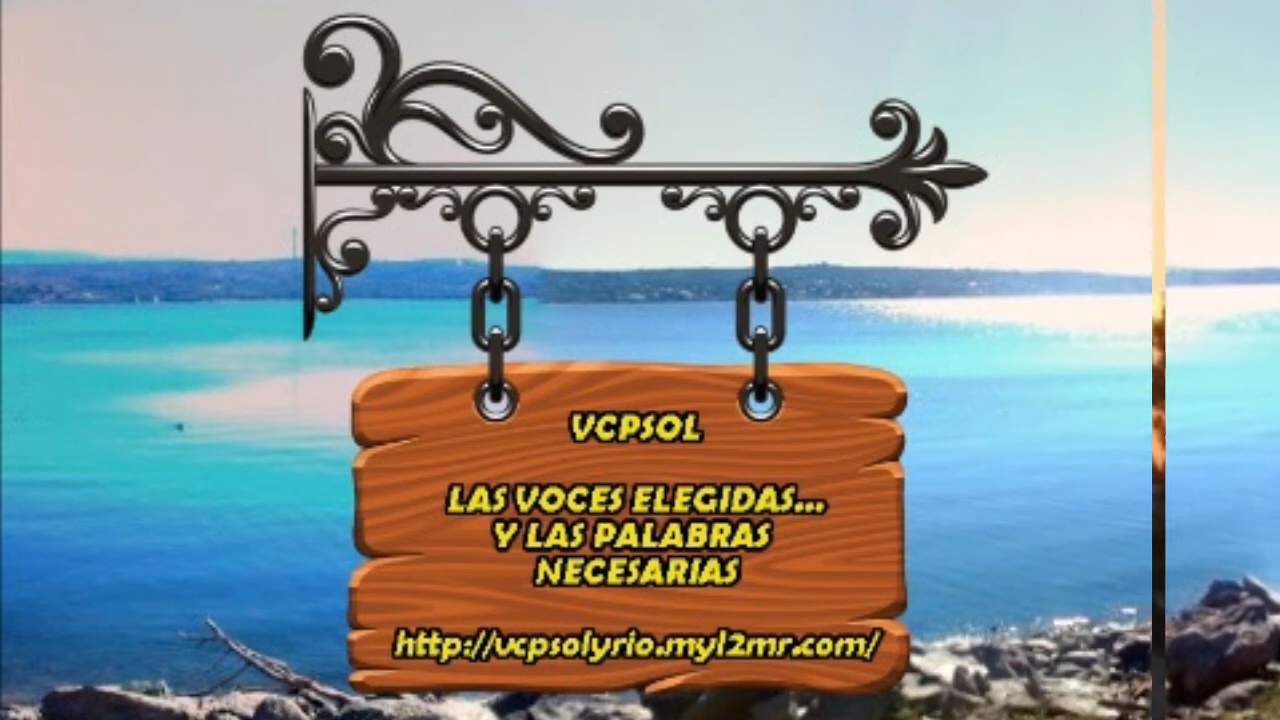 VCPSOL
LAS VOCES ELEGIDAS...
Y LAS PALABRAS
NECESARIAS
http://vcpsolyrio.myl2mr.com/